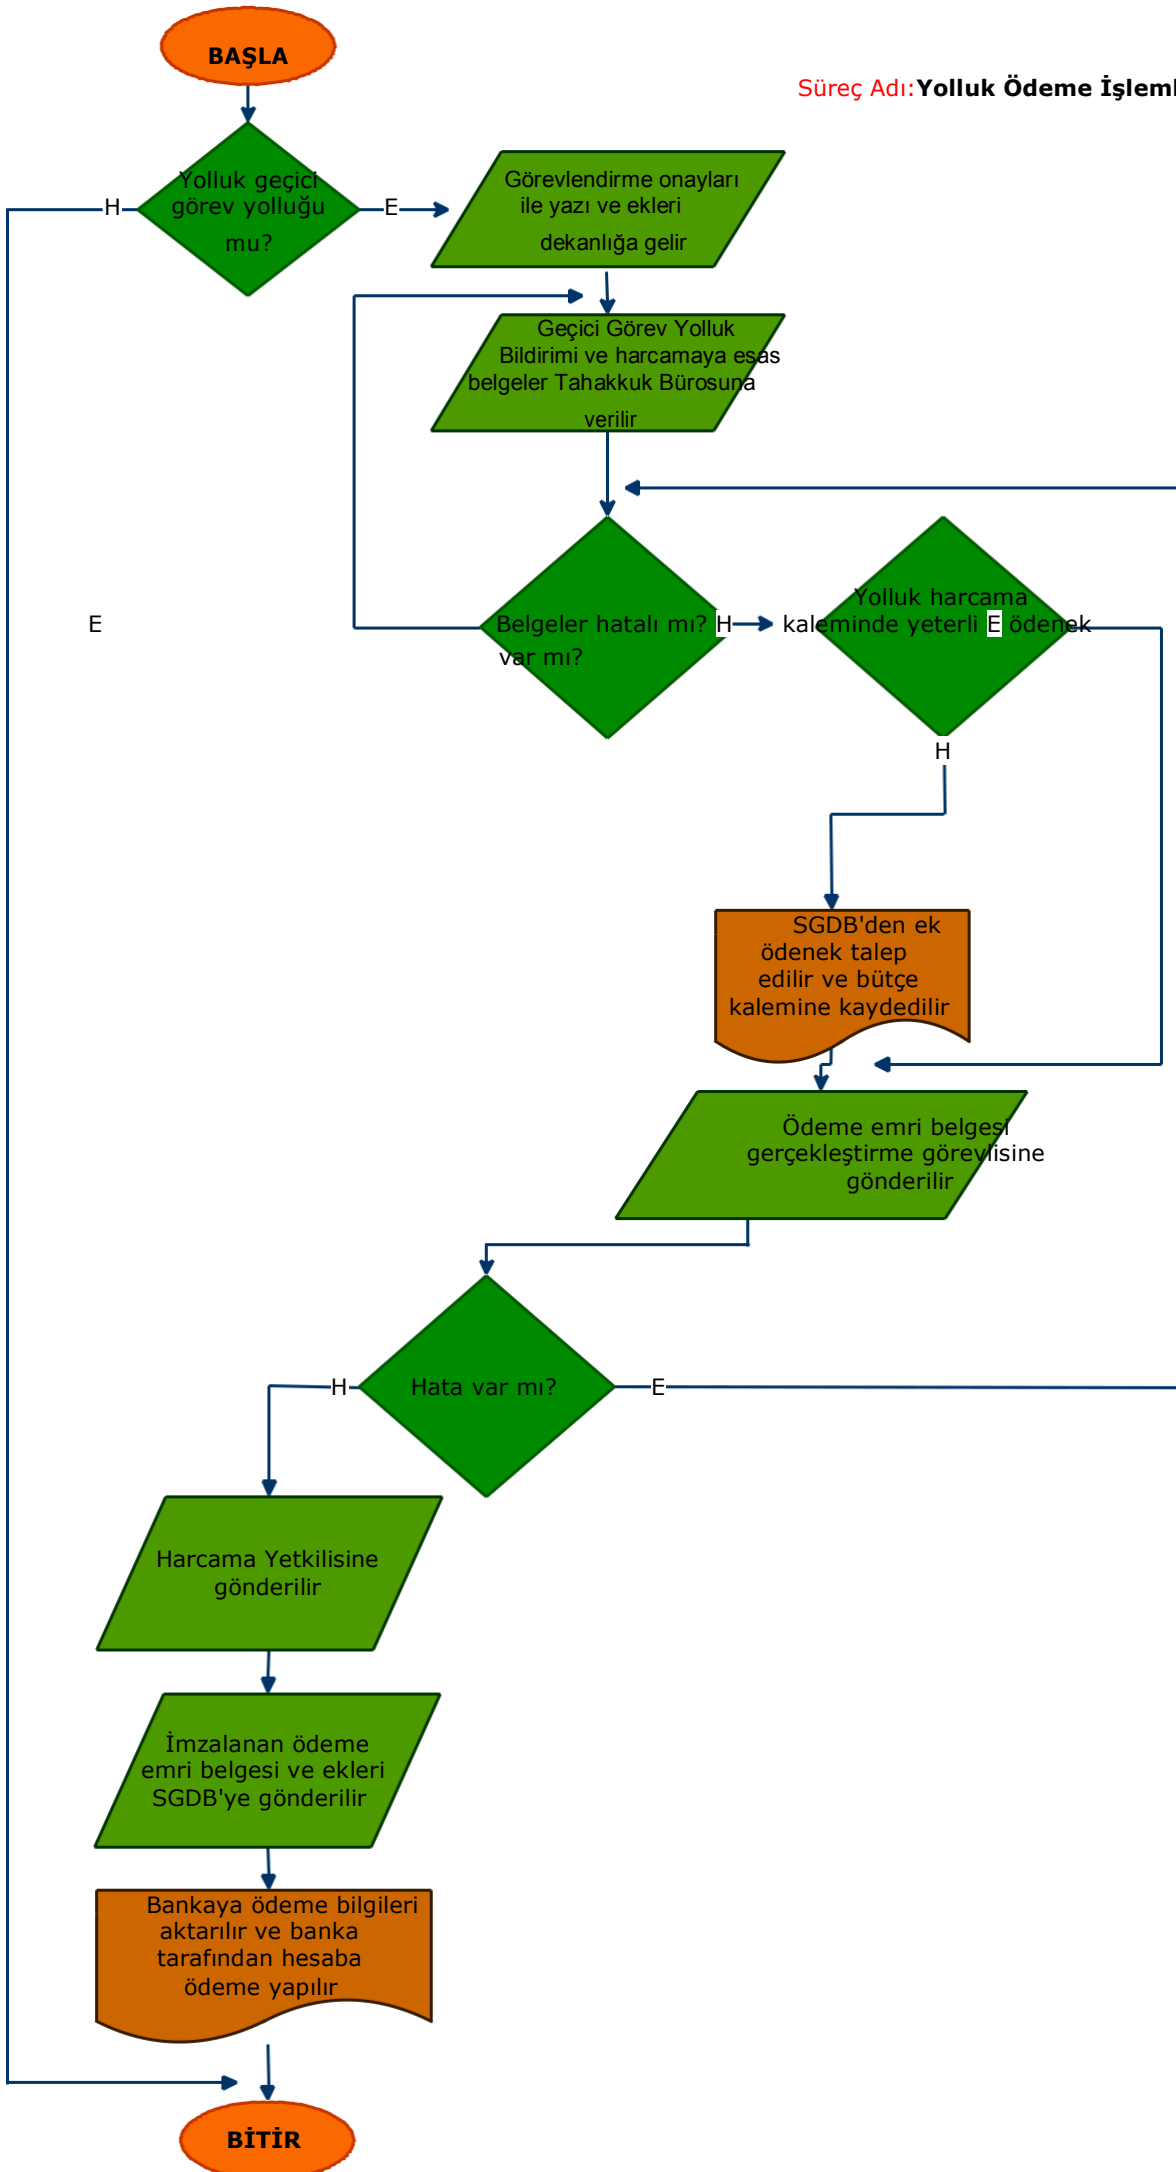 BAŞLA
Süreç Adı:Yolluk Ödeme
Yolluk geçici
görev yolluğu
mu?
H
E
Görevlendirme onayları
ile yazı ve ekleri
dekanlığa gelir
Geçici Görev Yolluk
Bildirimi ve harcamaya esas
belgeler Tahakkuk Bürosuna
verilir
E
Belgeler hatalı mı? H
Yolluk harcama
kaleminde yeterli E ödenek
var mı?
H
SGDB'den ek
ödenek talep
edilir ve bütçe
kalemine kaydedilir
Ödeme emri belgesi
gerçekleştirme görevlisine
gönderilir
H
Hata var mı?
E
Harcama Yetkilisine
gönderilir
İmzalanan ödeme
emri belgesi ve ekleri
SGDB'ye gönderilir
Bankaya ödeme bilgileri
aktarılır ve banka
tarafından hesaba
ödeme yapılır
BİTİR